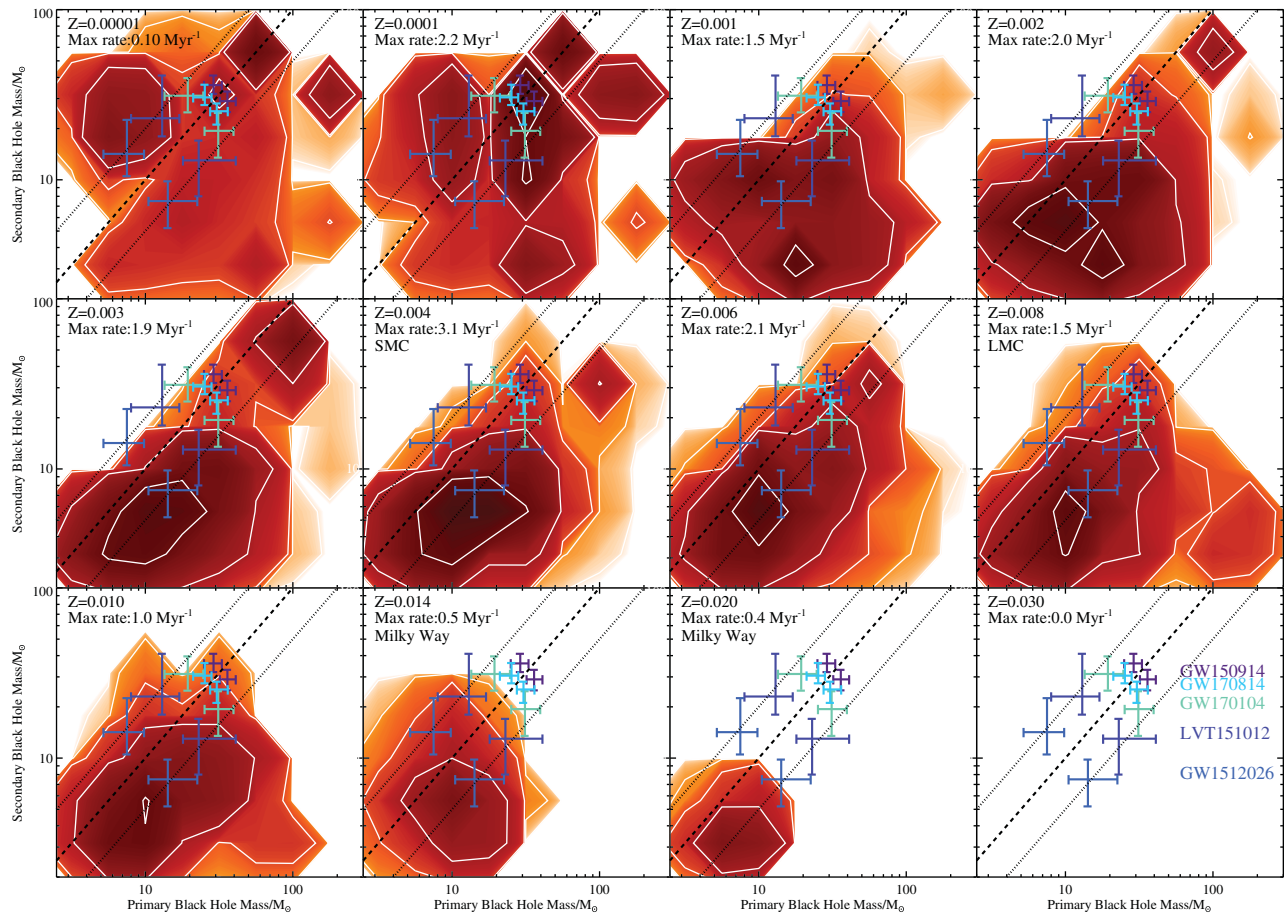 Z=0.00001
Max rate:0.10 Myr⁻¹
Z=0.0001
Max rate:2.2 Myr⁻¹
Z=0.001
Max rate:1.5 Myr⁻¹
Z=0.002
Max rate:2.0 Myr⁻¹
100
10
Secondary Black Hole Mass/M☉
Z=0.003
Max rate:1.9 Myr⁻¹
Z=0.004
Max rate:3.1 Myr⁻¹
SMC
Z=0.006
Max rate:2.1 Myr⁻¹
Z=0.008
Max rate:1.5 Myr⁻¹
LMC
100
10
Secondary Black Hole Mass/M☉
Z=0.010
Max rate:1.0 Myr⁻¹
Z=0.014
Max rate:0.5 Myr⁻¹
Milky Way
Z=0.020
Max rate:0.4 Myr⁻¹
Milky Way
Z=0.030
Max rate:0.0 Myr⁻¹
GW150914
GW170814
GW170104
LVT151012
GW1512026
100
10
Secondary Black Hole Mass/M☉
10 100
10 100
10 100
10 100
Primary Black Hole Mass/M☉
Primary Black Hole Mass/M☉
Primary Black Hole Mass/M☉
Primary Black Hole Mass/M☉